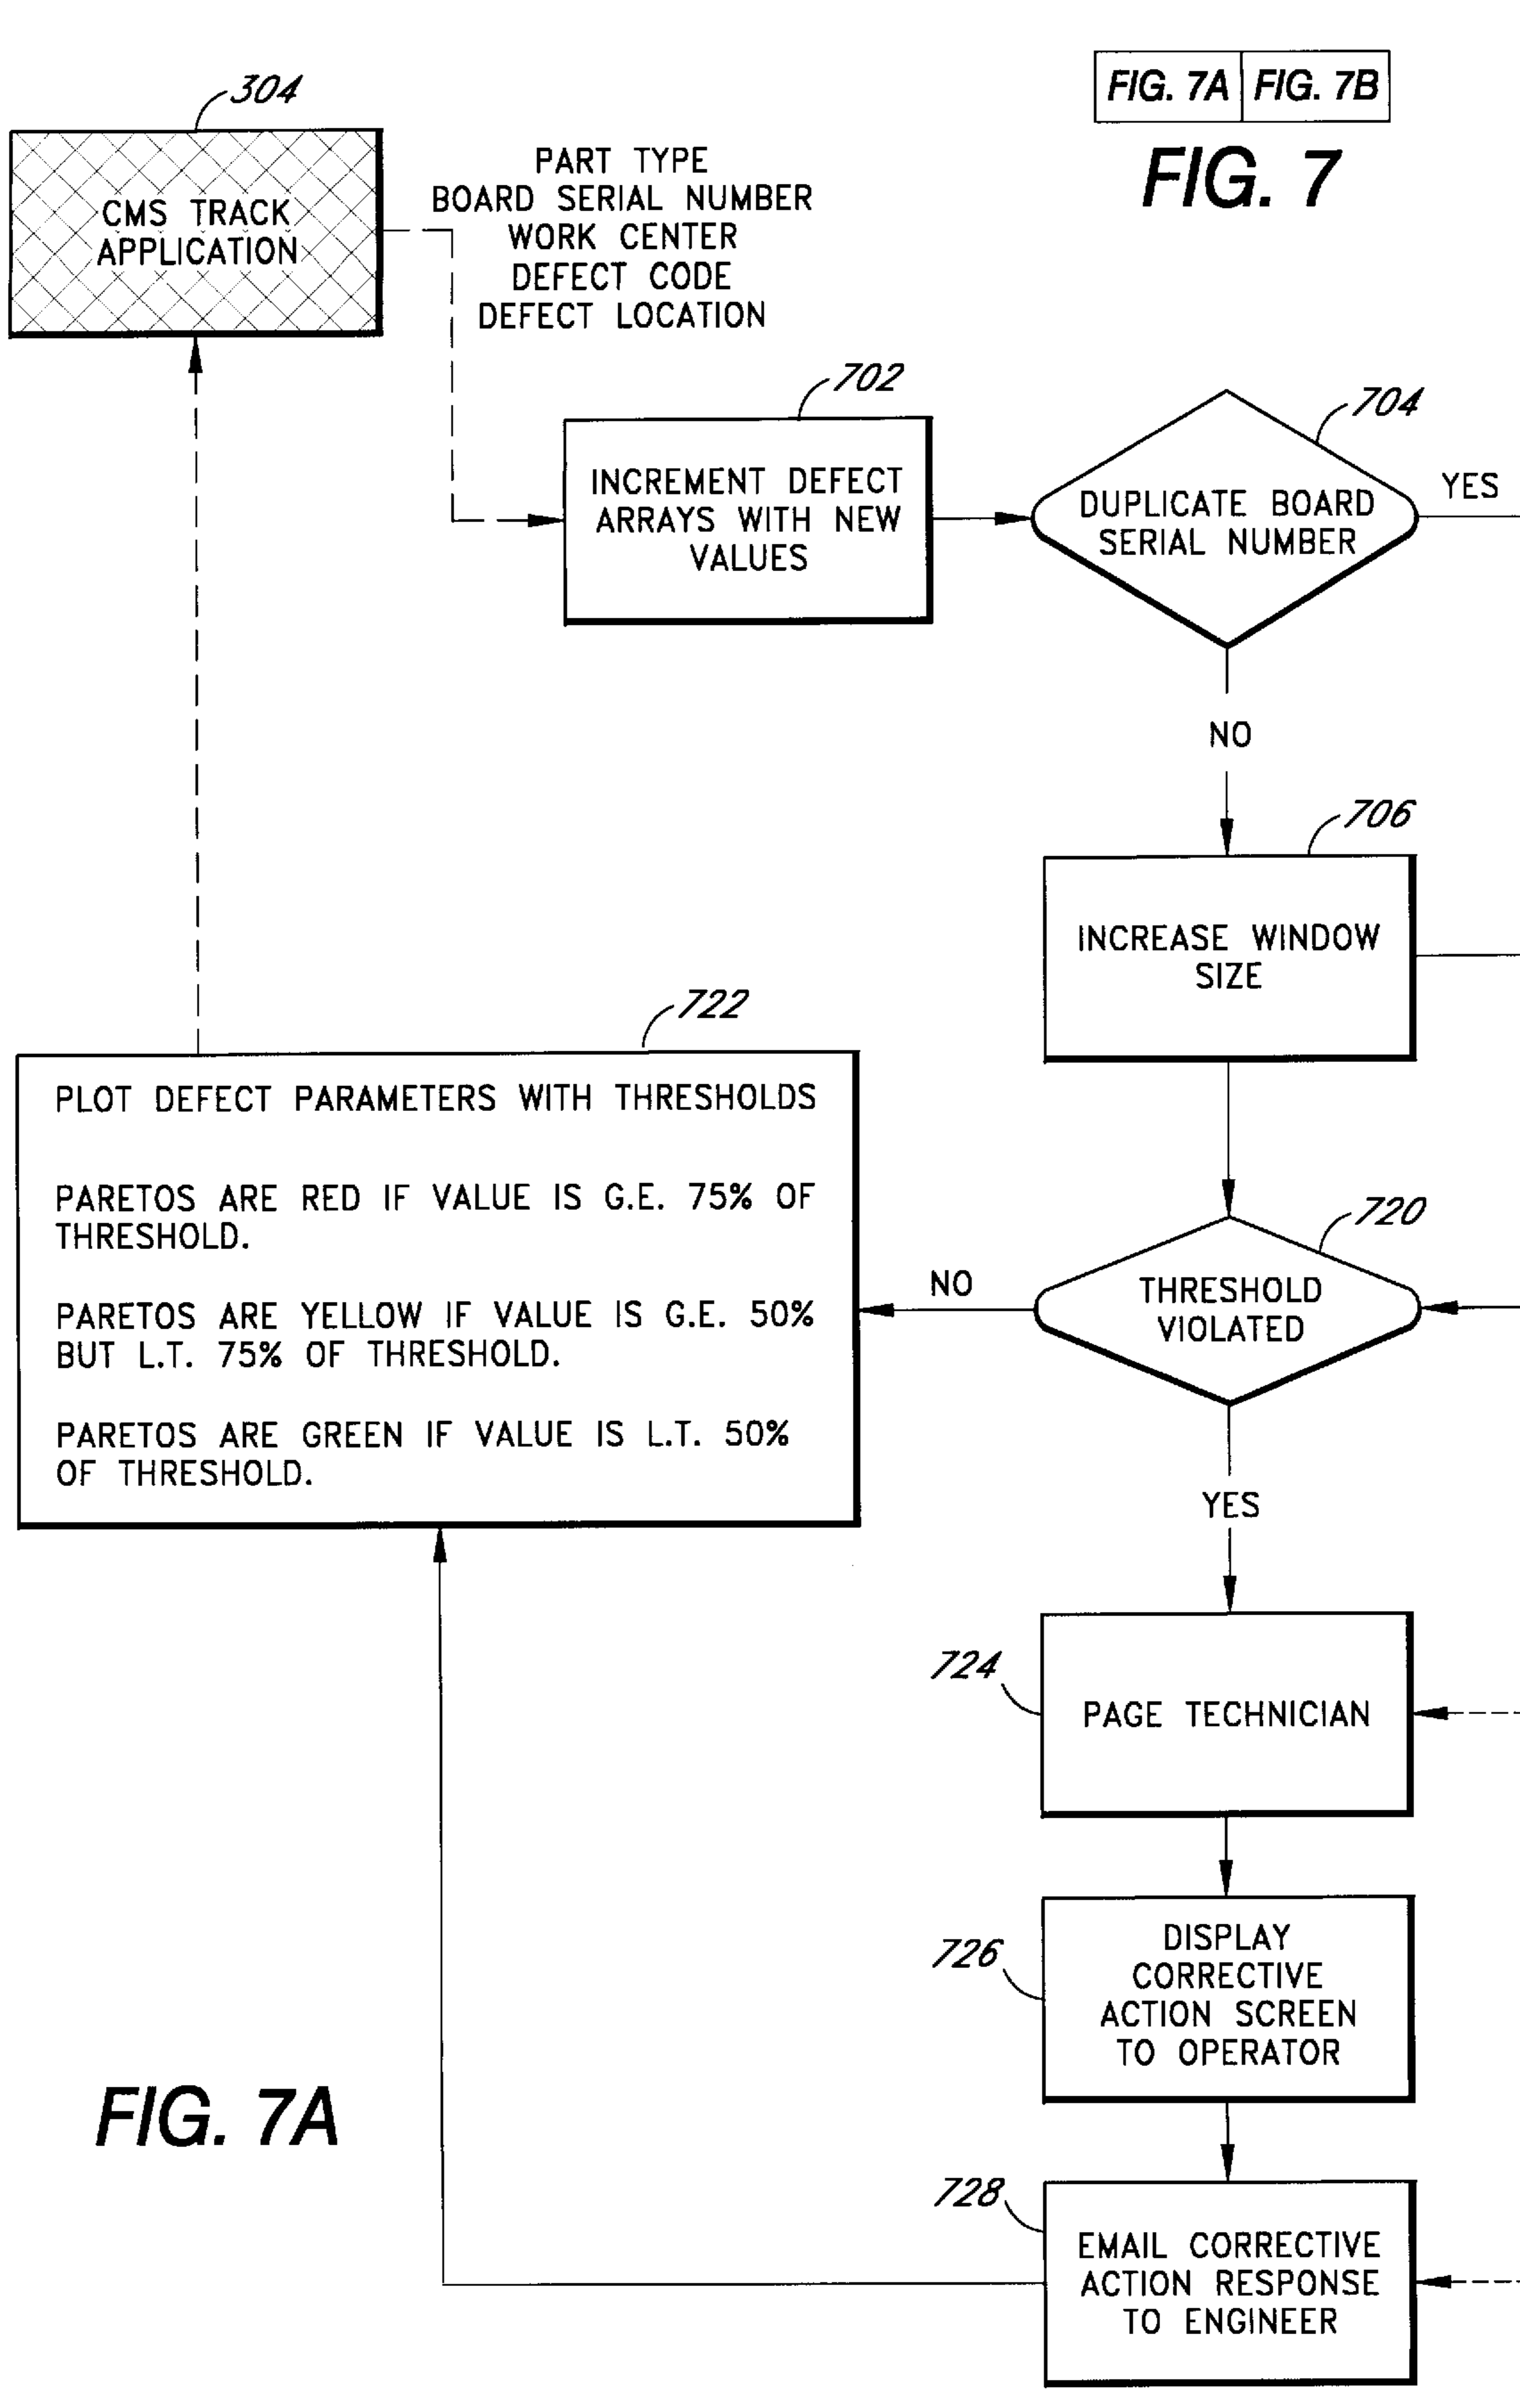 304
FIG. 7A FIG. 7B
FIG. 7
CMS TRACK
APPLICATION
PART TYPE
BOARD SERIAL NUMBER
WORK CENTER
DEFECT CODE
DEFECT LOCATION
702
INCREMENT DEFECT
ARRAYS WITH NEW
VALUES
704
DUPLICATE BOARD
SERIAL NUMBER
YES
NO
706
INCREASE WINDOW
SIZE
722
PLOT DEFECT PARAMETERS WITH THRESHOLDS
PARETOS ARE RED IF VALUE IS G.E. 75% OF
THRESHOLD.
PARETOS ARE YELLOW IF VALUE IS G.E. 50%
BUT L.T. 75% OF THRESHOLD.
PARETOS ARE GREEN IF VALUE IS L.T. 50%
OF THRESHOLD.
720
THRESHOLD
VIOLATED
NO
YES
724
PAGE TECHNICIAN
726
DISPLAY
CORRECTIVE
ACTION SCREEN
TO OPERATOR
728
EMAIL CORRECTIVE
ACTION RESPONSE
TO ENGINEER
FIG. 7A